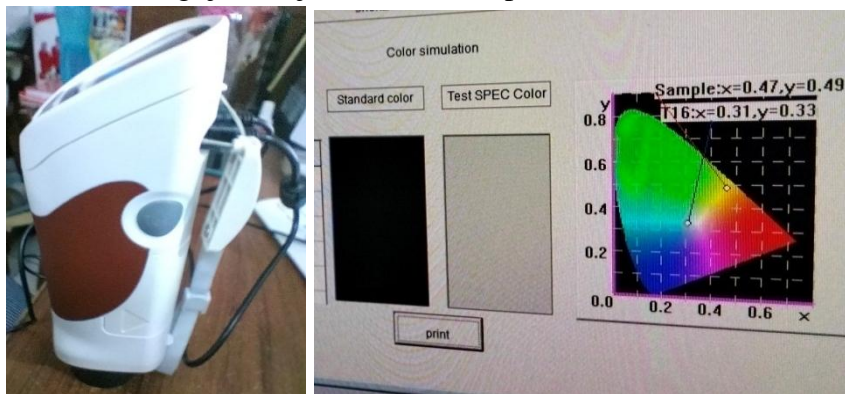 Color simulation
Standard color
Test SPEC Color
print
Sample:x=0.47,y=0.49
T16:x=0.31,y=0.33
y
0.8
0.6
0.4
0.2
0.0
0.2
0.4
0.6
x